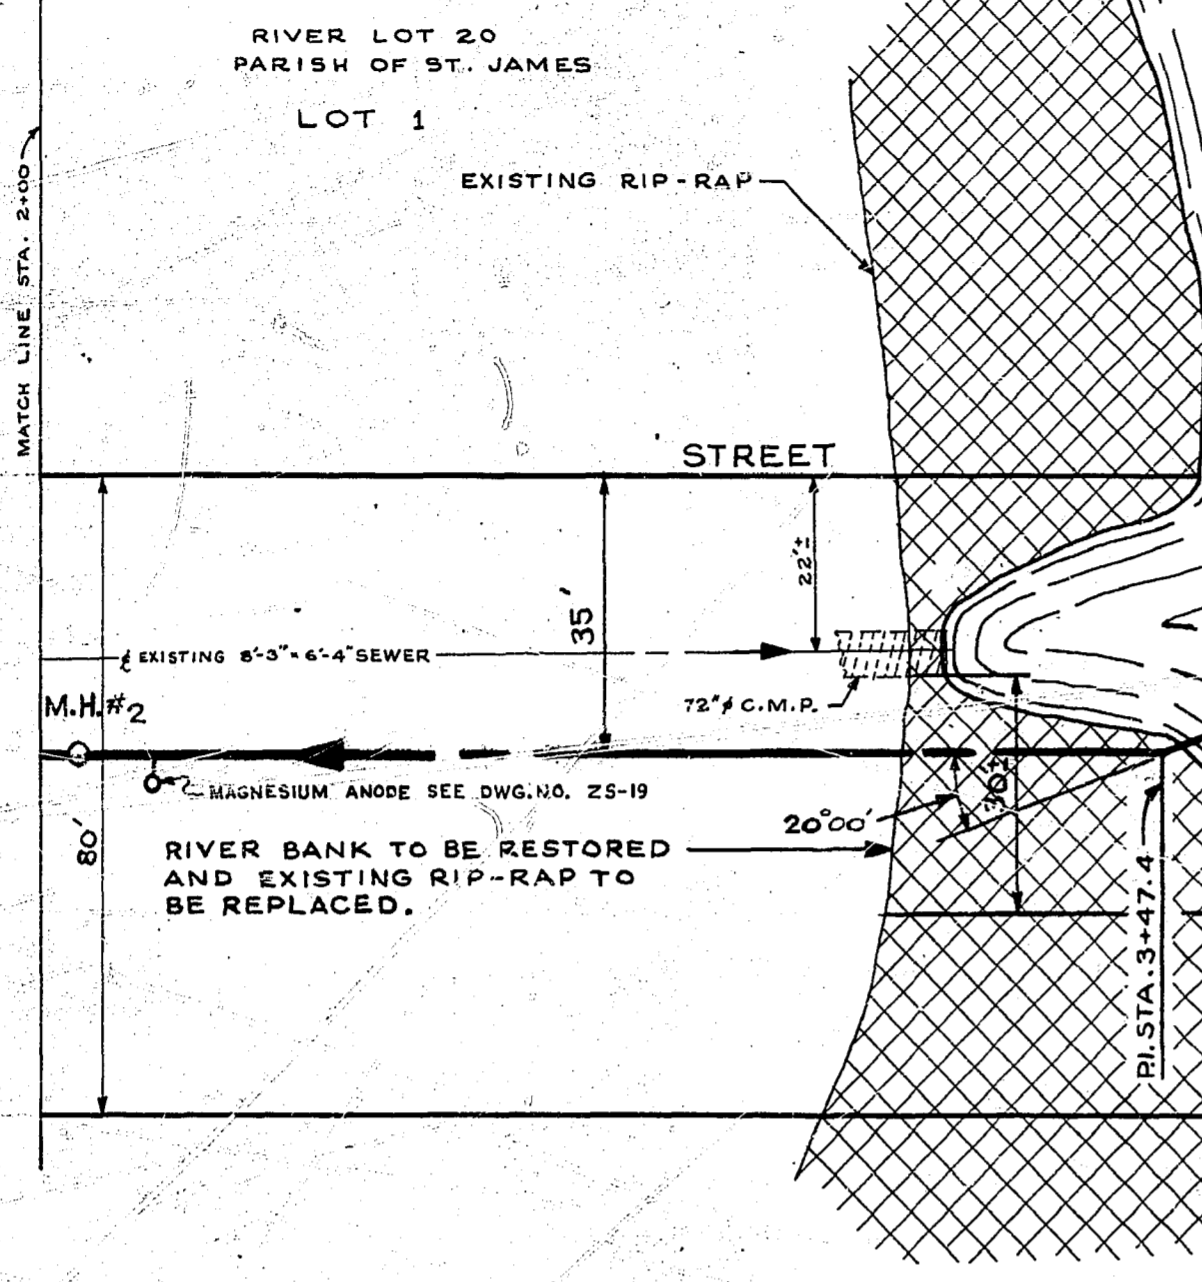 RIVER LOT 20
PARISH OF ST. JAMES
LOT 1
MATCH LINE STA. 2+00
EXISTING RIP-RAP
STREET
22'±
35'
℄ EXISTING 8'-3" x 6'-4" SEWER
72"ø C.M.P.
M.H.#2
MAGNESIUM ANODE SEE DWG. NO. ZS-19
30'±
20°00'
80'
RIVER BANK TO BE RESTORED
AND EXISTING RIP-RAP TO
BE REPLACED.
P.I. STA. 3+47.4